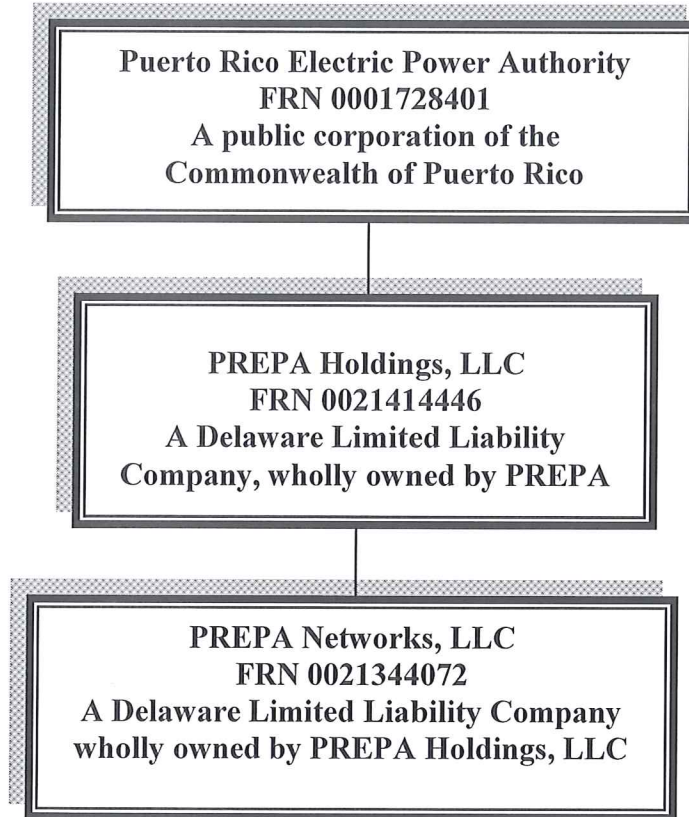 Puerto Rico Electric Power Authority
FRN 0001728401
A public corporation of the
Commonwealth of Puerto Rico
PREPA Holdings, LLC
FRN 0021414446
A Delaware Limited Liability
Company, wholly owned by PREPA
PREPA Networks, LLC
FRN 0021344072
A Delaware Limited Liability Company
wholly owned by PREPA Holdings, LLC